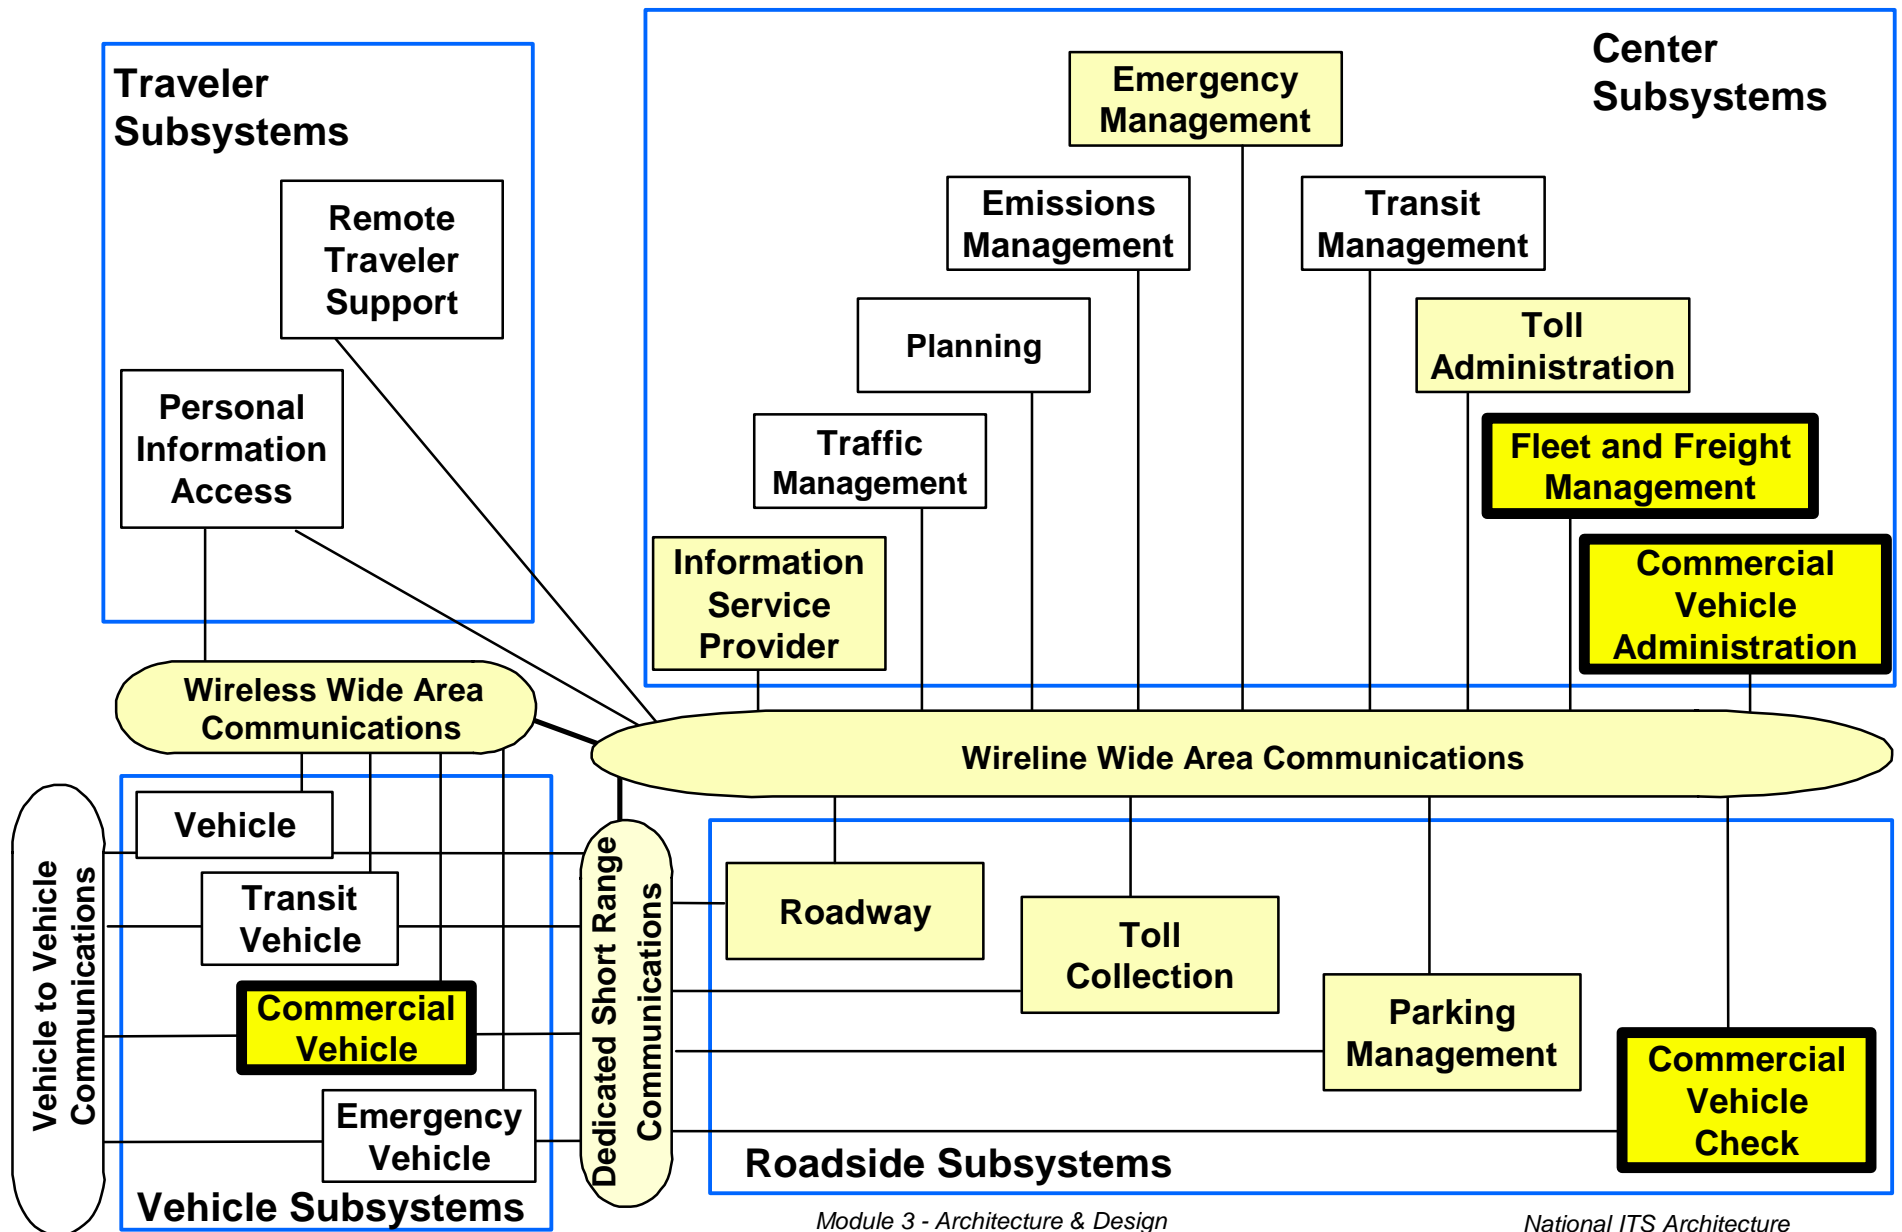 Traveler
Subsystems
Remote
Traveler
Support
Personal
Information
Access
Center
Subsystems
Emergency
Management
Emissions
Management
Transit
Management
Planning
Toll
Administration
Traffic
Management
Fleet and Freight
Management
Information
Service
Provider
Commercial
Vehicle
Administration
Wireless Wide Area
Communications
Wireline Wide Area Communications
Vehicle to Vehicle
Communications
Vehicle
Transit
Vehicle
Commercial
Vehicle
Emergency
Vehicle
Vehicle Subsystems
Dedicated Short Range
Communications
Roadway
Toll
Collection
Parking
Management
Commercial
Vehicle
Check
Roadside Subsystems
Module 3 - Architecture & Design
National ITS Architecture